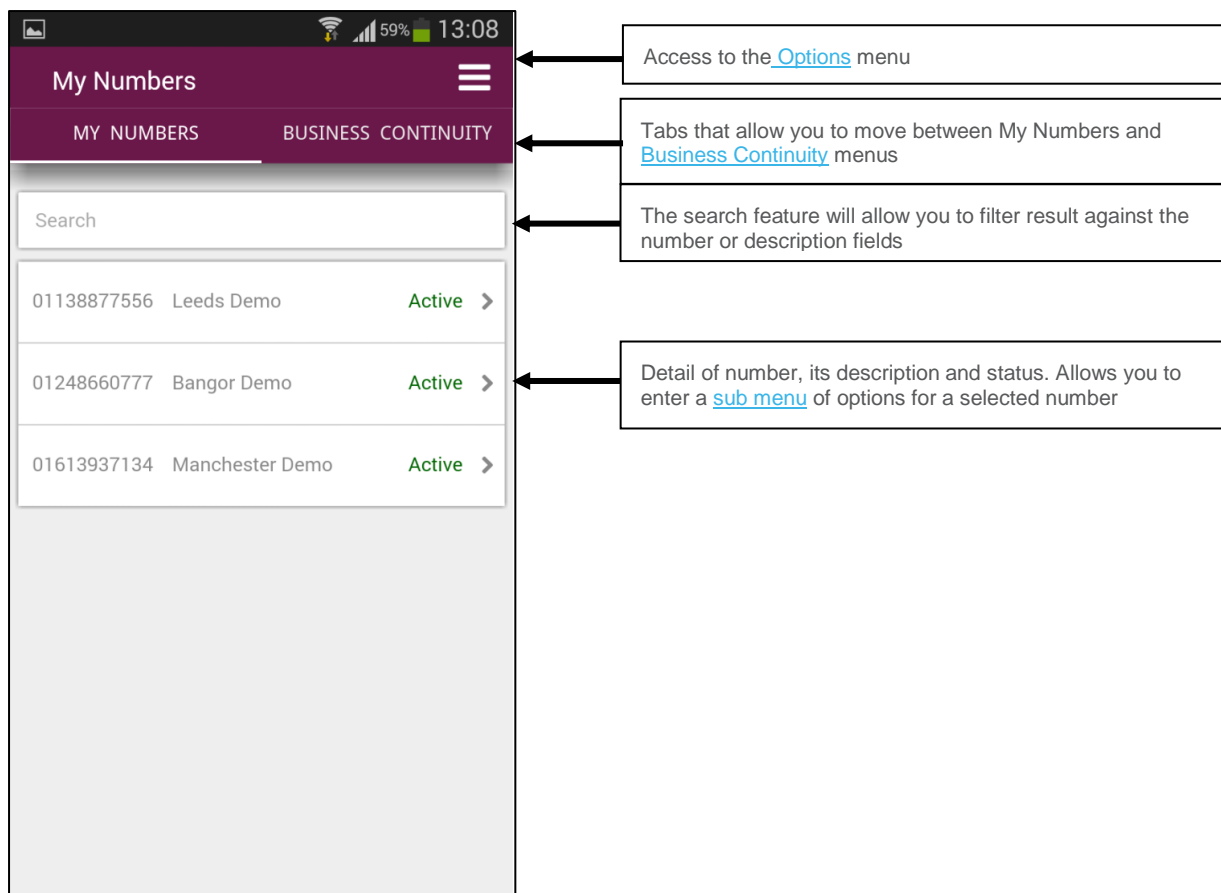 59% 13:08
My Numbers
MY NUMBERS BUSINESS CONTINUITY
Search
01138877556 Leeds Demo Active
01248660777 Bangor Demo Active
01613937134 Manchester Demo Active
Access to the Options menu
Tabs that allow you to move between My Numbers and
Business Continuity menus
The search feature will allow you to filter result against the
number or description fields
Detail of number, its description and status. Allows you to
enter a sub menu of options for a selected number